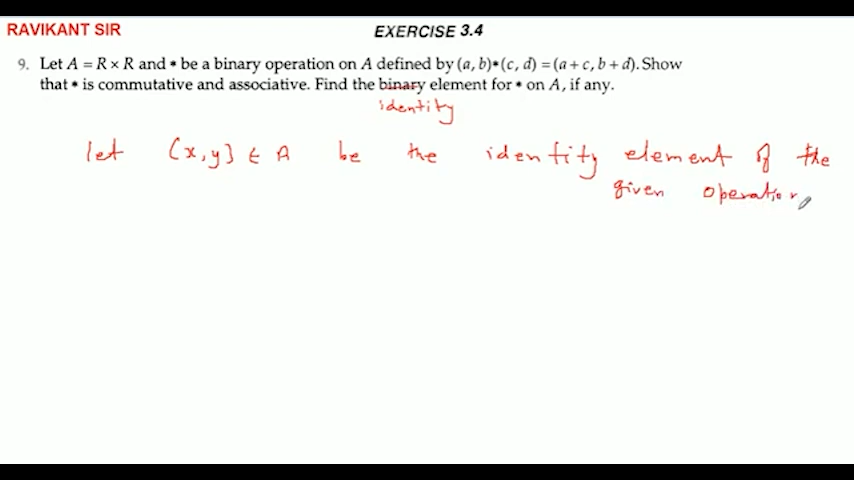 RAVIKANT SIR
EXERCISE 3.4
9. Let A = R × R and * be a binary operation on A defined by (a, b)*(c, d) = (a + c, b + d). Show
that * is commutative and associative. Find the binary element for * on A, if any.
identity
let (x, y) ∈ A be the identity element of the
given operation